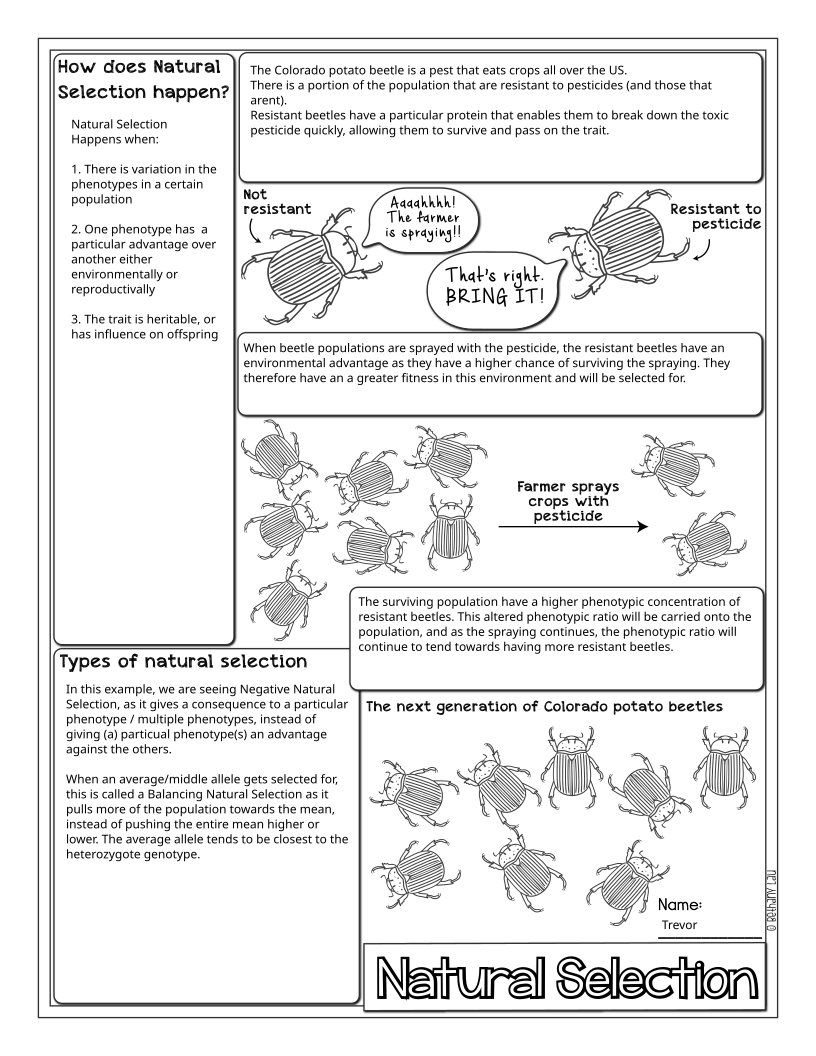 How does Natural
Selection happen?
Natural Selection
Happens when:
1. There is variation in the
phenotypes in a certain
population
2. One phenotype has  a
particular advantage over
another either
environmentally or
reproductivally
3. The trait is heritable, or
has influence on offspring
The Colorado potato beetle is a pest that eats crops all over the US.
There is a portion of the population that are resistant to pesticides (and those that
arent).
Resistant beetles have a particular protein that enables them to break down the toxic
pesticide quickly, allowing them to survive and pass on the trait.
Not
resistant
Aaaahhhh!
The farmer
is spraying!!
That's right.
BRING IT!
Resistant to
pesticide
When beetle populations are sprayed with the pesticide, the resistant beetles have an
environmental advantage as they have a higher chance of surviving the spraying. They
therefore have an a greater fitness in this environment and will be selected for.
Farmer sprays
crops with
pesticide
The surviving population have a higher phenotypic concentration of
resistant beetles. This altered phenotypic ratio will be carried onto the
population, and as the spraying continues, the phenotypic ratio will
continue to tend towards having more resistant beetles.
Types of natural selection
In this example, we are seeing Negative Natural
Selection, as it gives a consequence to a particular
phenotype / multiple phenotypes, instead of
giving (a) particual phenotype(s) an advantage
against the others.
When an average/middle allele gets selected for,
this is called a Balancing Natural Selection as it
pulls more of the population towards the mean,
instead of pushing the entire mean higher or
lower. The average allele tends to be closest to the
heterozygote genotype.
The next generation of Colorado potato beetles
Name:
Trevor
Natural Selection